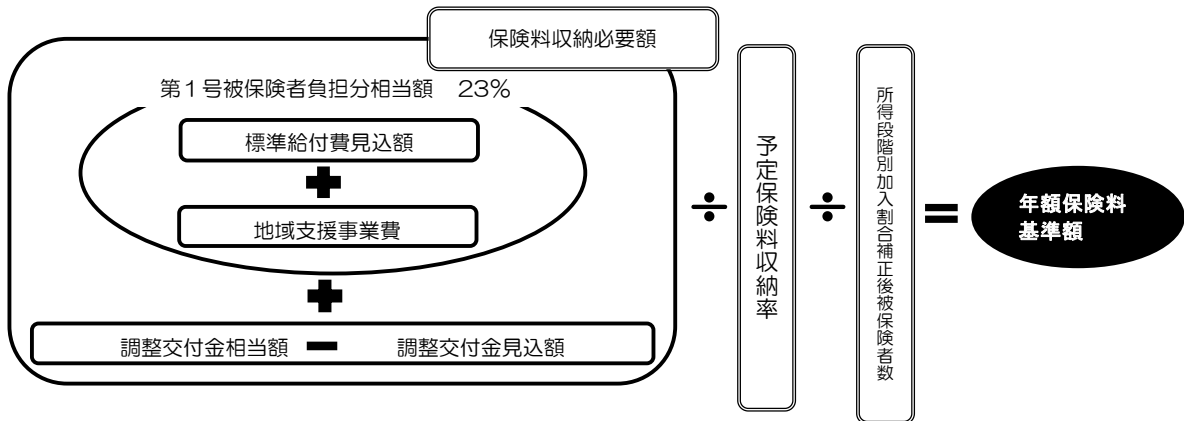 保険料収納必要額
第1号被保険者負担分相当額 23%
標準給付費見込額
+
地域支援事業費
+
調整交付金相当額 － 調整交付金見込額
÷
予定保険料収納率
÷
所得段階別加入割合補正後被保険者数
=
年額保険料
基準額